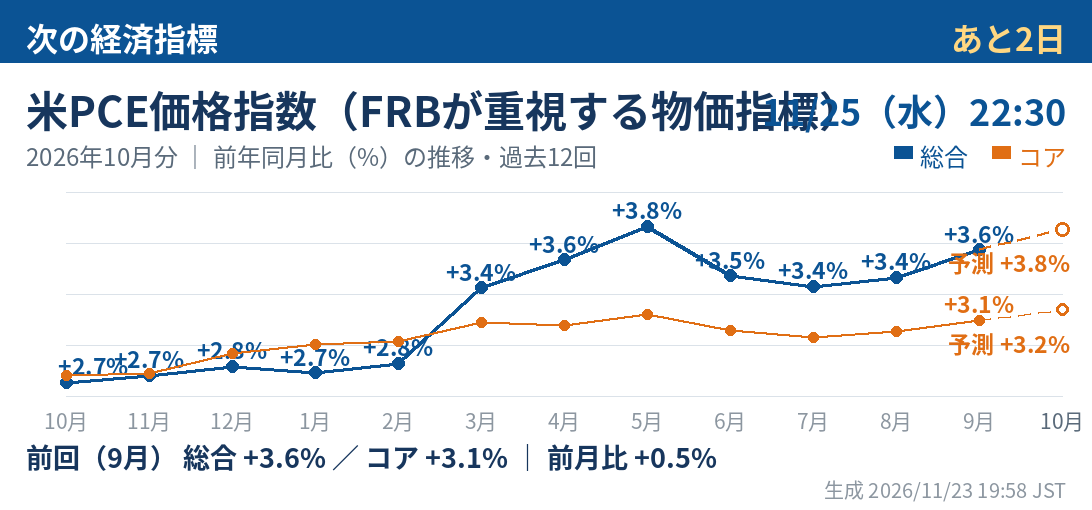 次の経済指標 あと2日
米PCE価格指数（FRBが重視する物価指標） 11/25（水）22:30
2026年10月分 ｜ 前年同月比（%）の推移・過去12回 総合 コア
+2.7% +2.7% +2.8% +2.7% +2.8% +3.4% +3.6% +3.8% +3.5% +3.4% +3.4% +3.6%
予測 +3.8%
+3.1%
予測 +3.2%
10月 11月 12月 1月 2月 3月 4月 5月 6月 7月 8月 9月 10月
前回（9月） 総合 +3.6% ／ コア +3.1% ｜ 前月比 +0.5%
生成 2026/11/23 19:58 JST